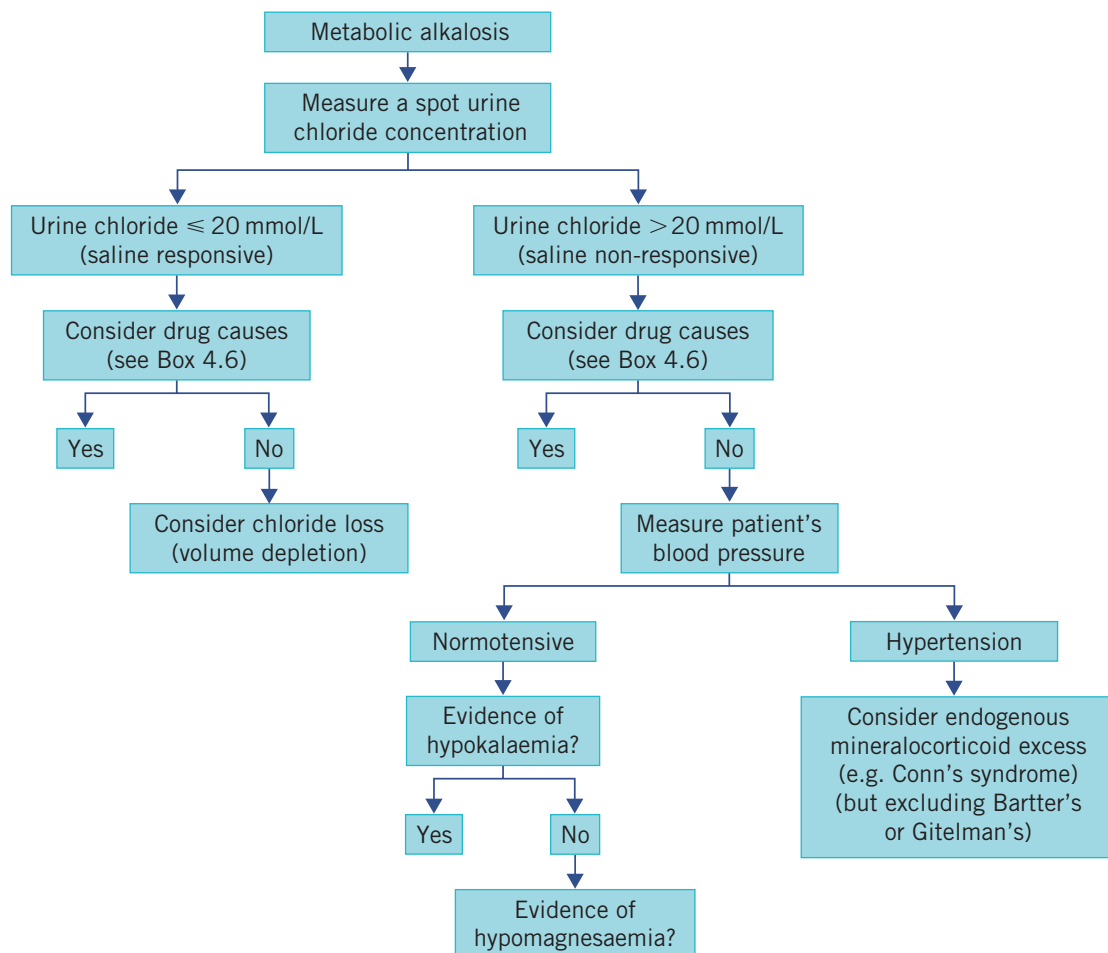 Metabolic alkalosis
Measure a spot urine
chloride concentration
Urine chloride ⩽ 20 mmol/L
(saline responsive)
Urine chloride >20 mmol/L
(saline non-responsive)
Consider drug causes
(see Box 4.6)
Consider drug causes
(see Box 4.6)
Yes
No
Yes
No
Consider chloride loss
(volume depletion)
Measure patient’s
blood pressure
Normotensive
Hypertension
Evidence of
hypokalaemia?
Consider endogenous
mineralocorticoid excess
(e.g. Conn’s syndrome)
(but excluding Bartter’s
or Gitelman’s)
Yes
No
Evidence of
hypomagnesaemia?